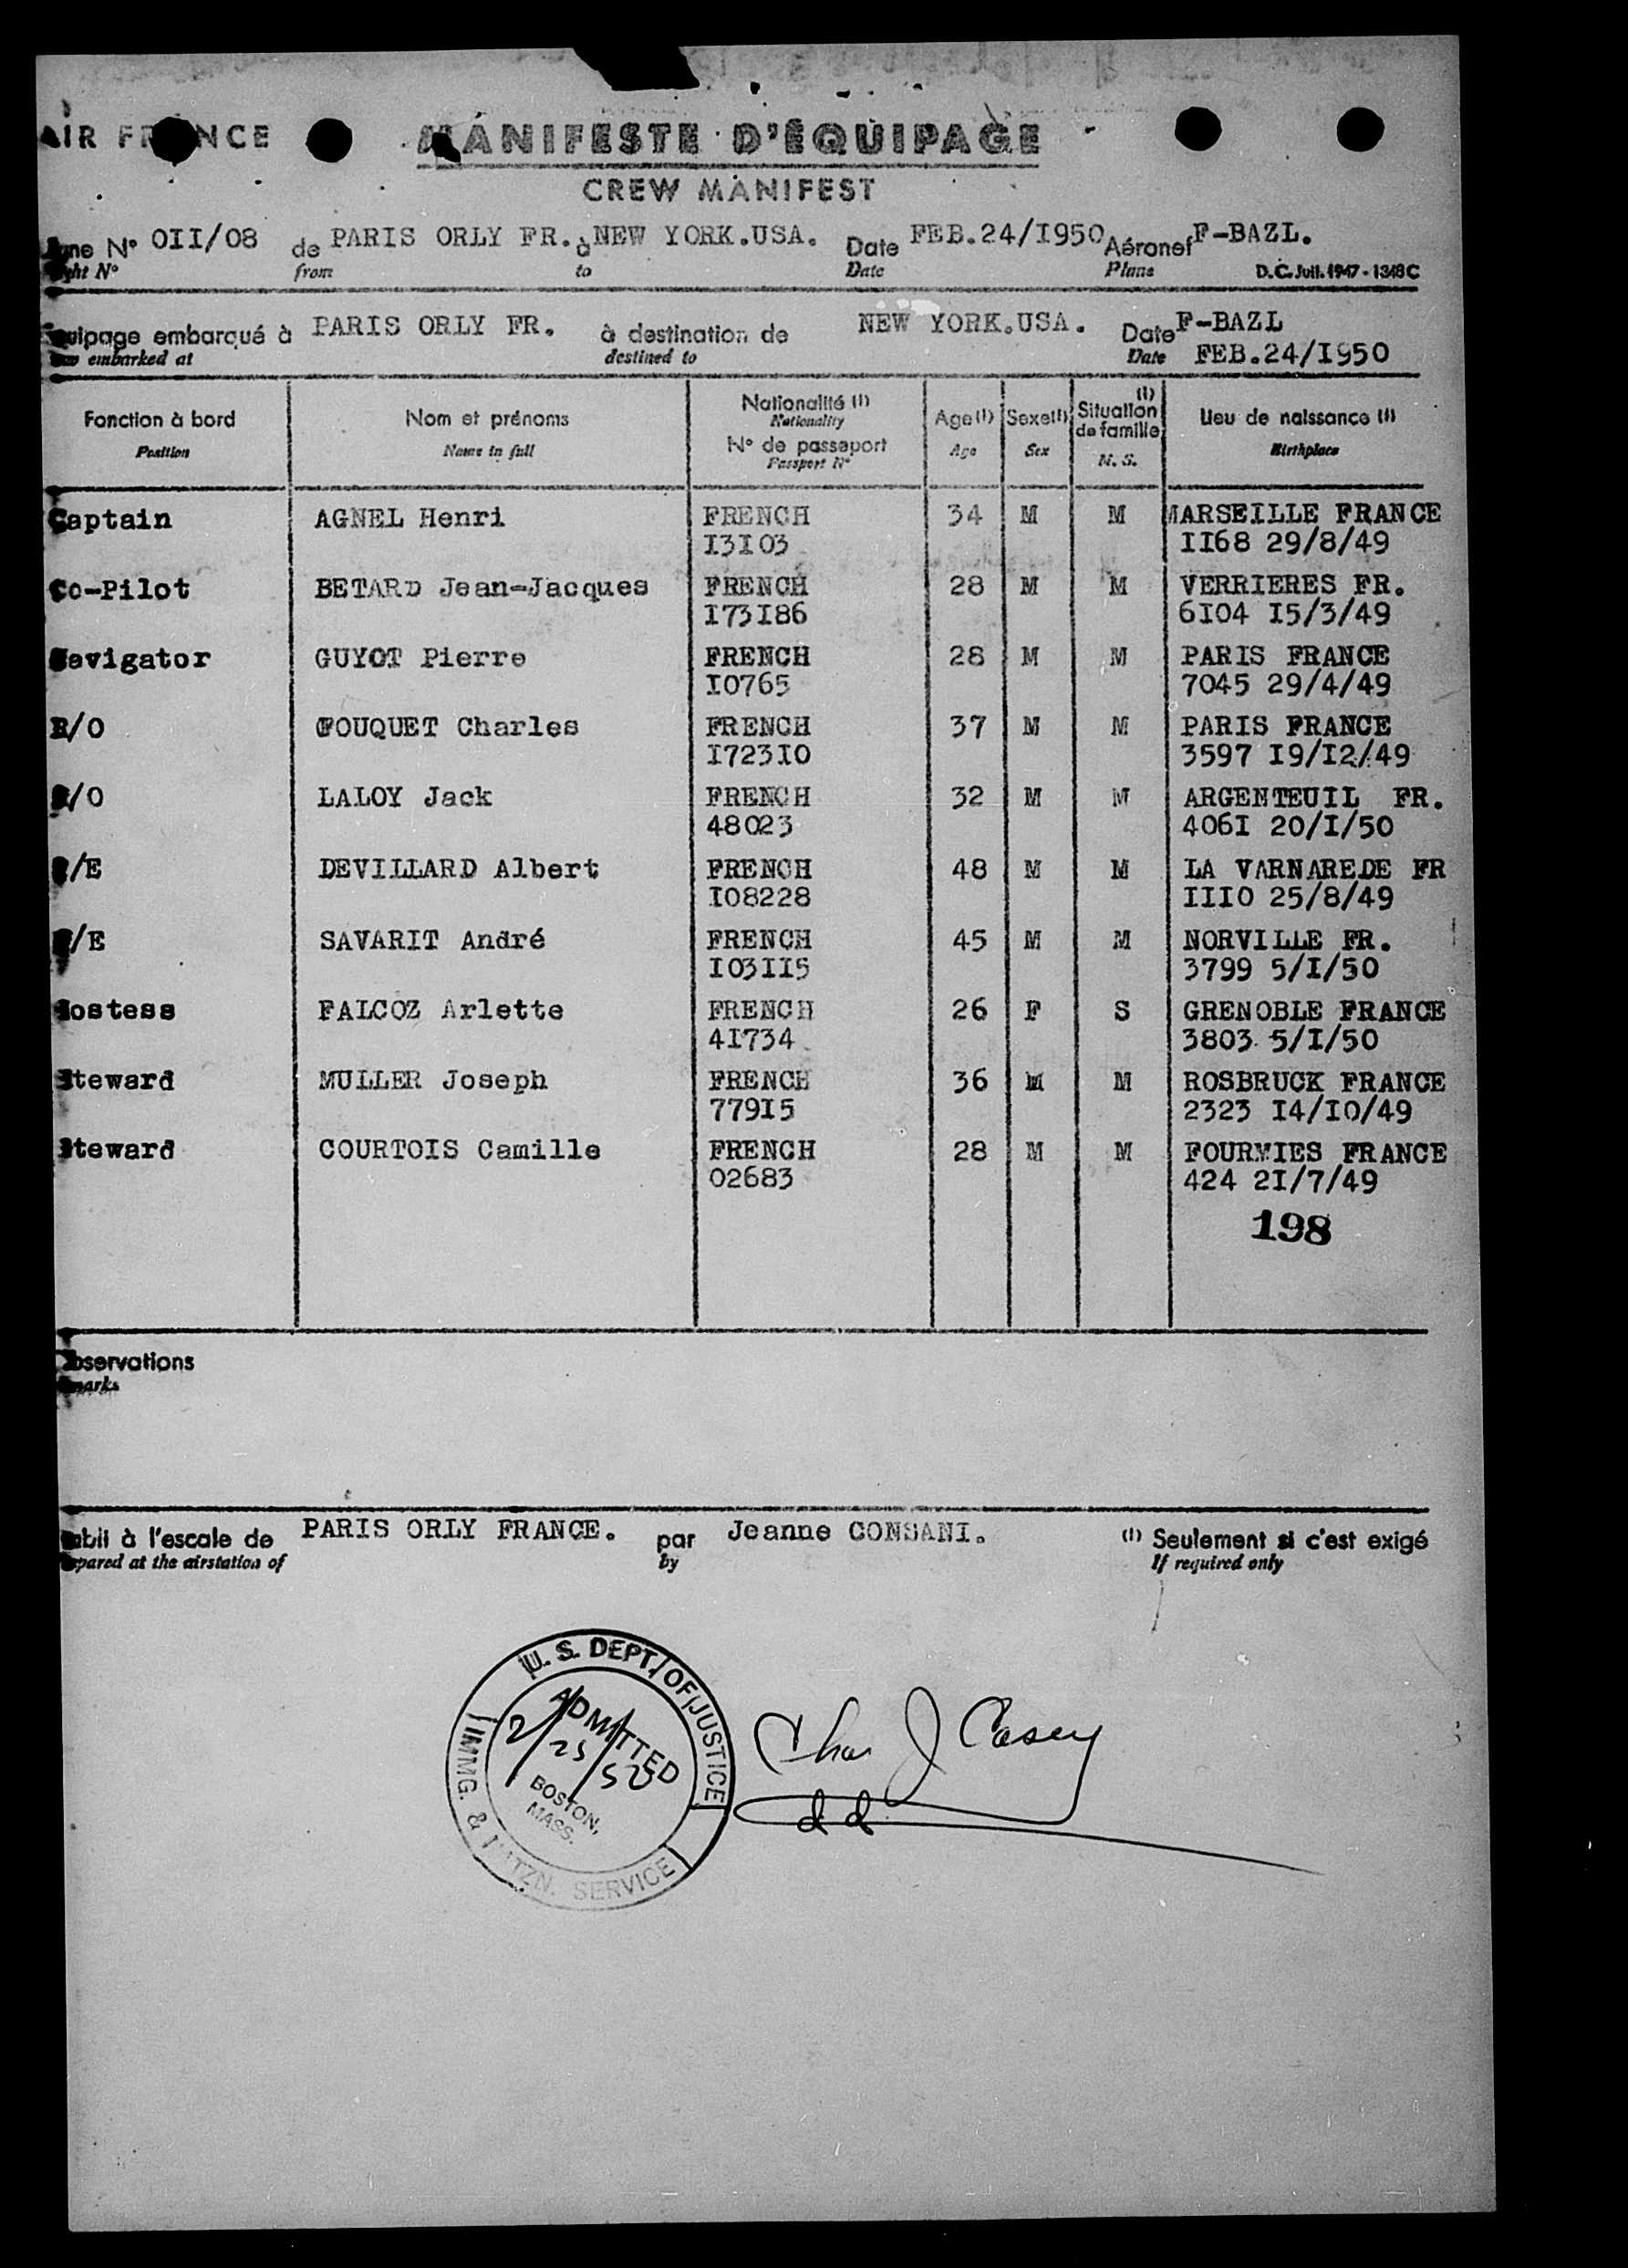 AIR FRANCE
MANIFESTE D'ÉQUIPAGE
CREW MANIFEST
Ligne N° OII/08 de PARIS ORLY FR. à NEW YORK.USA. Date FEB.24/I950 Aéronef F-BAZL.
Flight N° from to Date Plane D.C. Juil. 1947 - 1348 C
Equipage embarqué à PARIS ORLY FR. à destination de NEW YORK.USA. Date F-BAZL
Crew embarked at destined to Date FEB.24/I950
Fonction à bord Nom et prénoms Nationalité (1) Age (1) Sexe (1) (1) Situation de famille Lieu de naissance (1)
Position Name in full Nationality Age Sex M. S. Birthplace
N° de passeport
Passport N°
Captain AGNEL Henri FRENCH 34 M M MARSEILLE FRANCE
I3I03 II68 29/8/49
Co-Pilot BETARD Jean-Jacques FRENCH 28 M M VERRIERES FR.
I73I86 6I04 I5/3/49
Navigator GUYOT Pierre FRENCH 28 M M PARIS FRANCE
I0765 7045 29/4/49
R/O FOUQUET Charles FRENCH 37 M M PARIS FRANCE
I723I0 3597 I9/I2/49
R/O LALOY Jack FRENCH 32 M M ARGENTEUIL FR.
48023 406I 20/I/50
/E DEVILLARD Albert FRENCH 48 M M LA VARNAREDE FR
I08228 III0 25/8/49
/E SAVARIT André FRENCH 45 M M NORVILLE FR.
I03II5 3799 5/I/50
Hostess FALCOZ Arlette FRENCH 26 F S GRENOBLE FRANCE
4I734 3803 5/I/50
Steward MULLER Joseph FRENCH 36 M M ROSBRUCK FRANCE
779I5 2323 I4/I0/49
Steward COURTOIS Camille FRENCH 28 M M FOURMIES FRANCE
02683 424 2I/7/49
198
Observations
Remarks
Etabli à l'escale de PARIS ORLY FRANCE. par Jeanne CONSANI. (1) Seulement si c'est exigé
Prepared at the airstation of by If required only
U. S. DEPT. OF JUSTICE
ADMITTED
2/25/50
BOSTON,
MASS.
IMMG. & NATZN. SERVICE
Chas J Casey